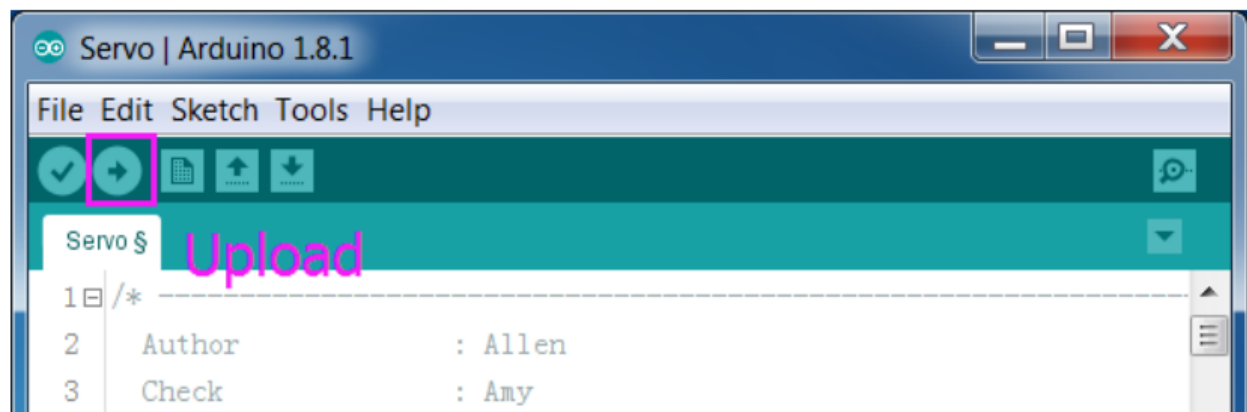 Servo | Arduino 1.8.1
File Edit Sketch Tools Help
Servo §
Upload
1 /* ----------------------------------------------------------------
2 Author : Allen
3 Check : Amy